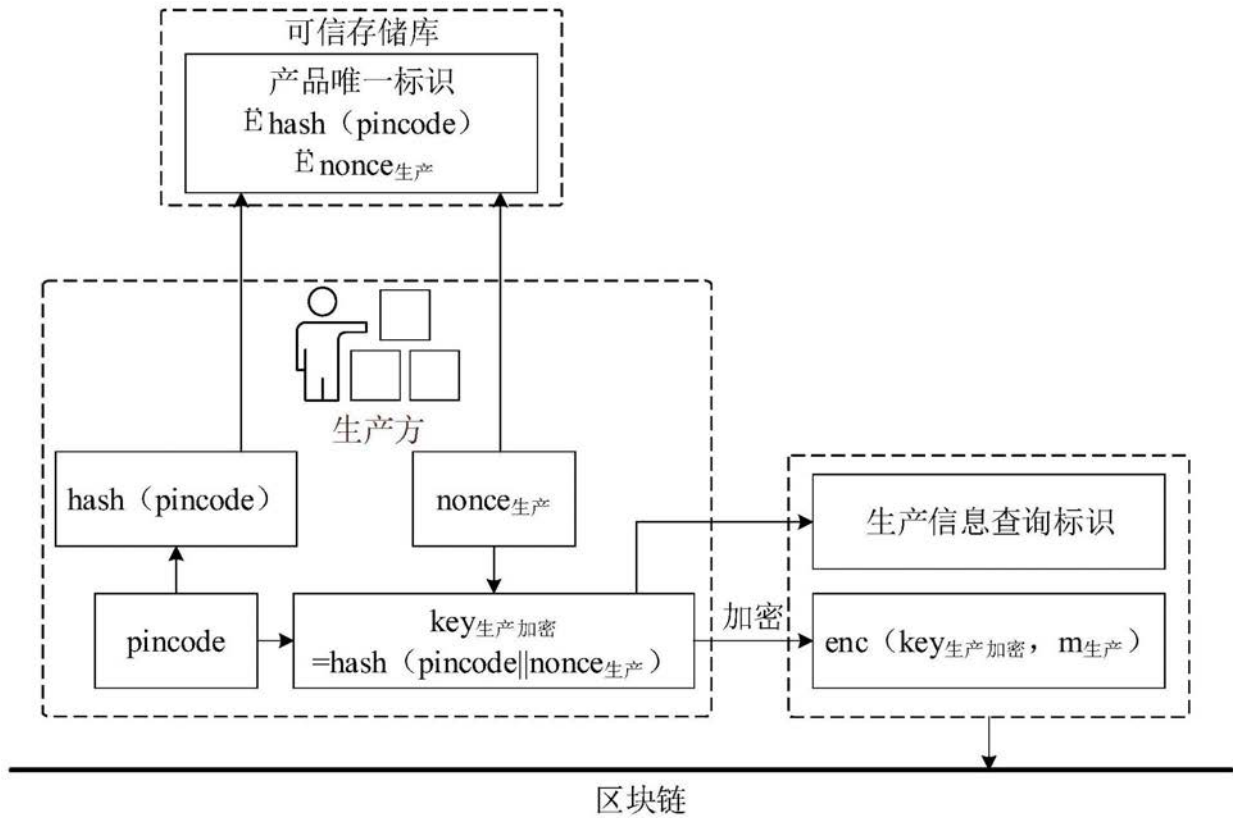 可信存储库
产品唯一标识
Ëhash（pincode）
Ënonce生产
生产方
hash（pincode）
nonce生产
生产信息查询标识
pincode
key生产加密
=hash（pincode||nonce生产）
加密
enc（key生产加密，m生产）
区块链